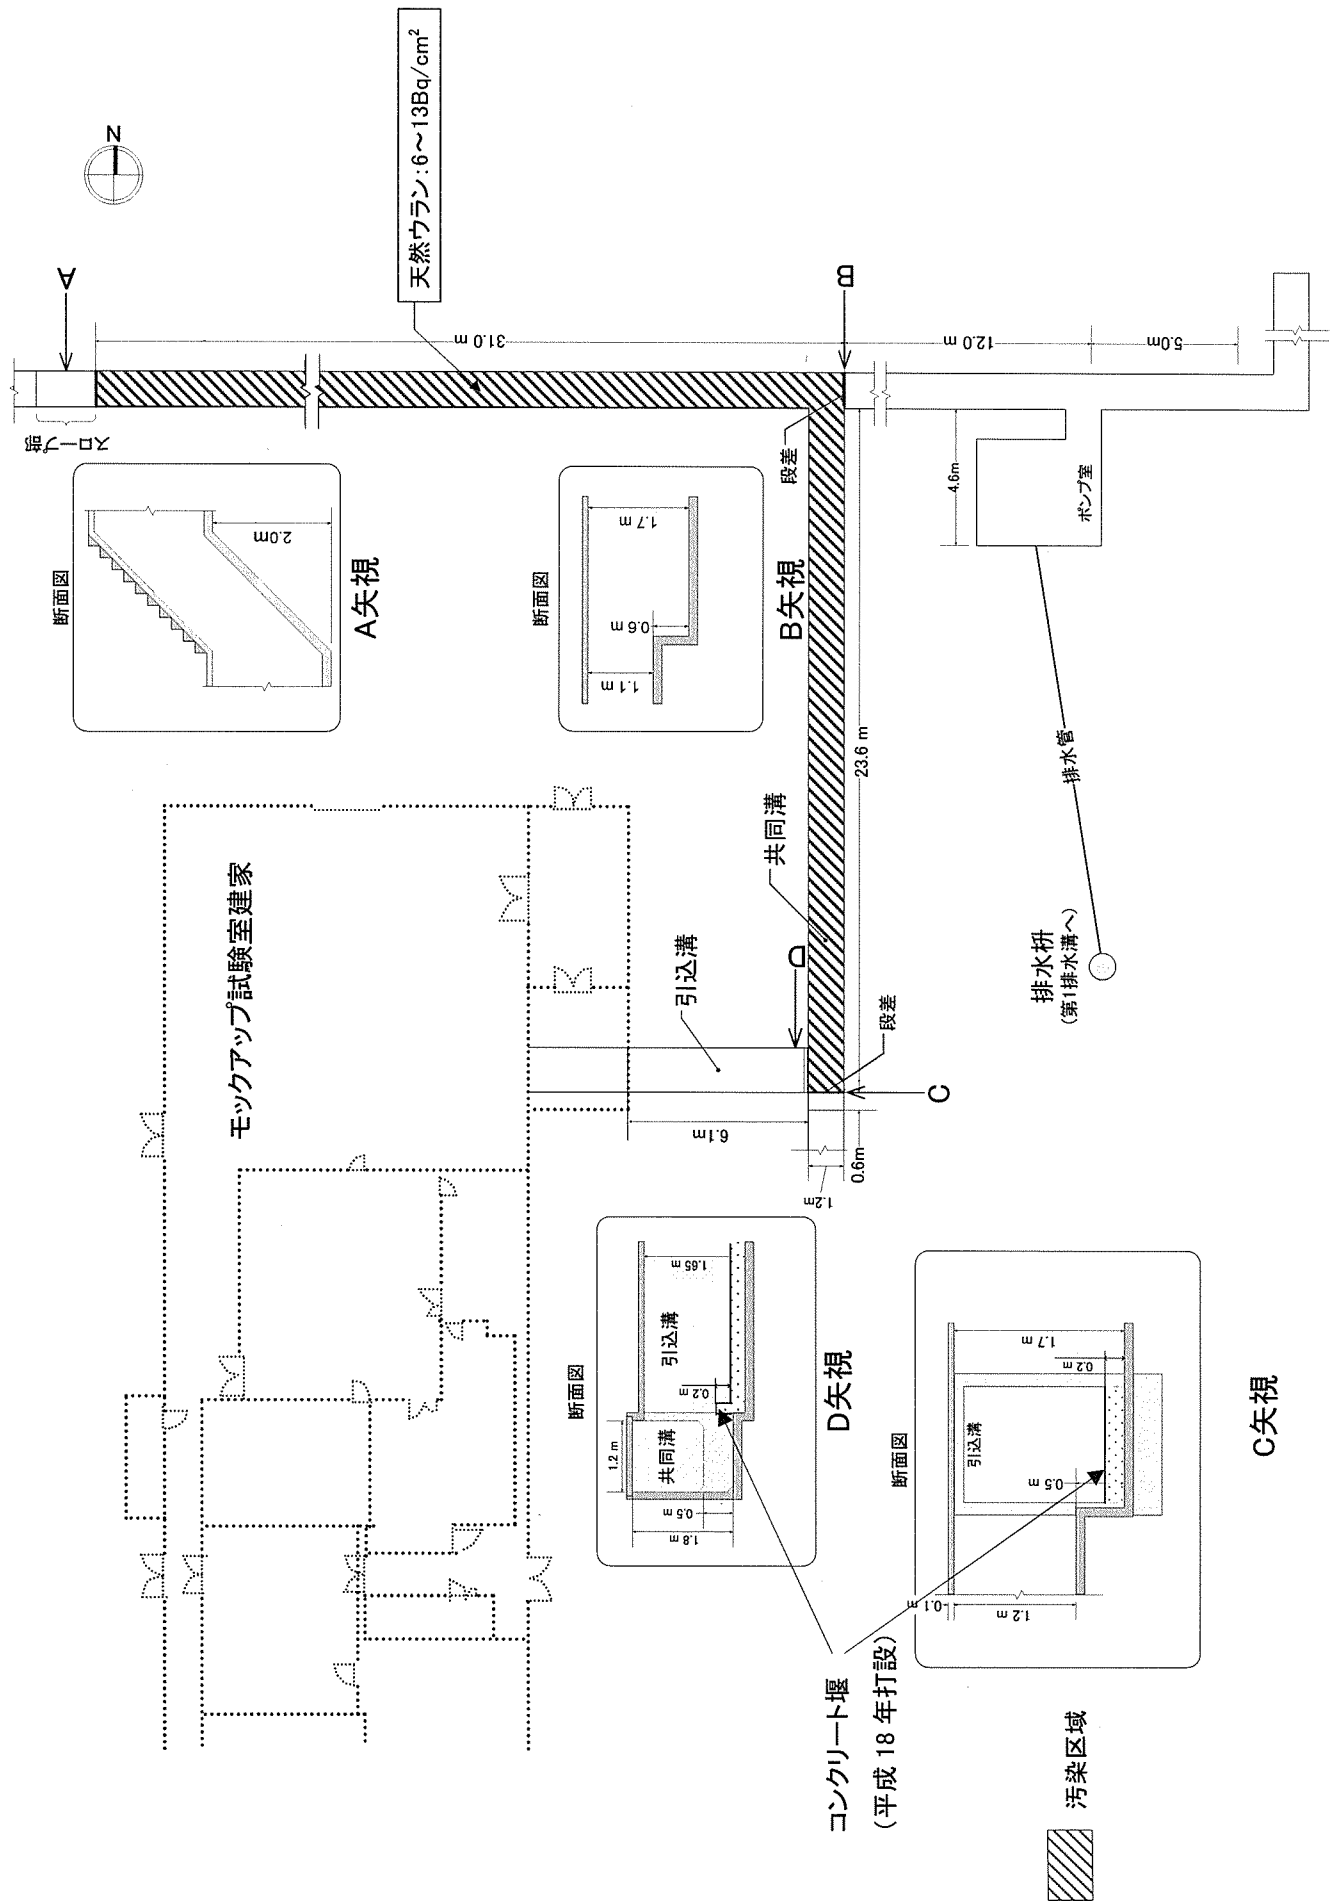 N
A
スロープ部
天然ウラン:6～13Bq/cm²
31.0 m
B
12.0 m
5.0m
断面図
2.0m
A矢視
断面図
1.7 m
0.6 m
1.1 m
B矢視
段差
4.6m
ポンプ室
モックアップ試験室建家
共同溝
23.6 m
排水管
引込溝
D
段差
排水枡
(第1排水溝へ)
C
6.1m
0.6m
1.2m
断面図
1.65 m
引込溝
0.2 m
共同溝
1.2 m
0.5 m
1.8 m
D矢視
断面図
1.7 m
0.2 m
引込溝
0.5 m
0.1 m
1.2 m
C矢視
コンクリート堰
(平成 18 年打設)
汚染区域